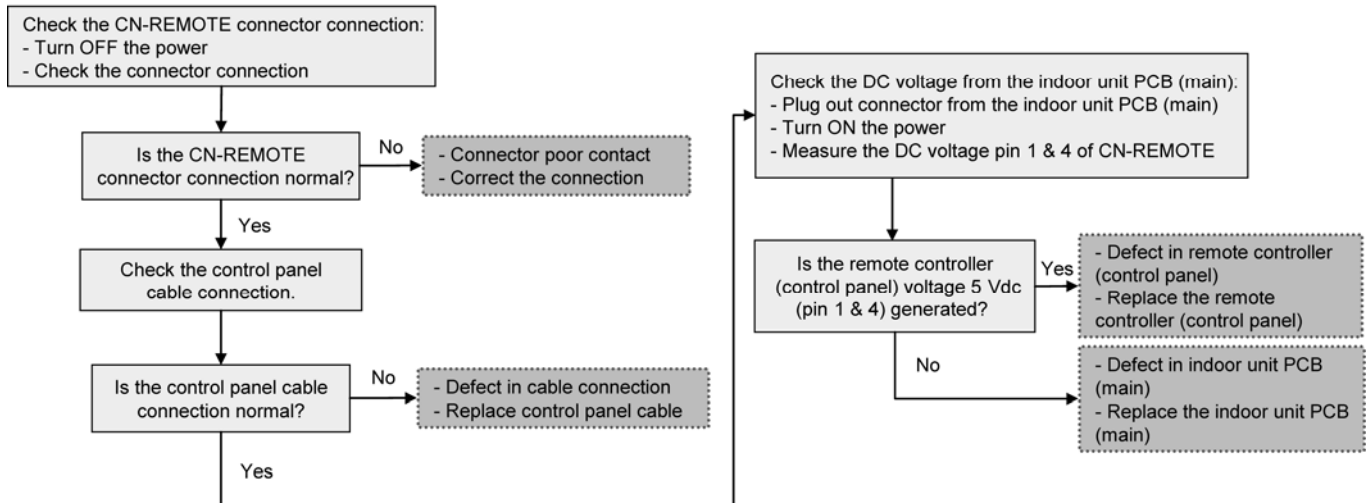 Check the CN-REMOTE connector connection:
- Turn OFF the power
- Check the connector connection
Is the CN-REMOTE
connector connection normal?
No
- Connector poor contact
- Correct the connection
Yes
Check the control panel
cable connection.
Is the control panel cable
connection normal?
No
- Defect in cable connection
- Replace control panel cable
Yes
Check the DC voltage from the indoor unit PCB (main):
- Plug out connector from the indoor unit PCB (main)
- Turn ON the power
- Measure the DC voltage pin 1 & 4 of CN-REMOTE
Is the remote controller
(control panel) voltage 5 Vdc
(pin 1 & 4) generated?
Yes
- Defect in remote controller
(control panel)
- Replace the remote
controller (control panel)
No
- Defect in indoor unit PCB
(main)
- Replace the indoor unit PCB
(main)